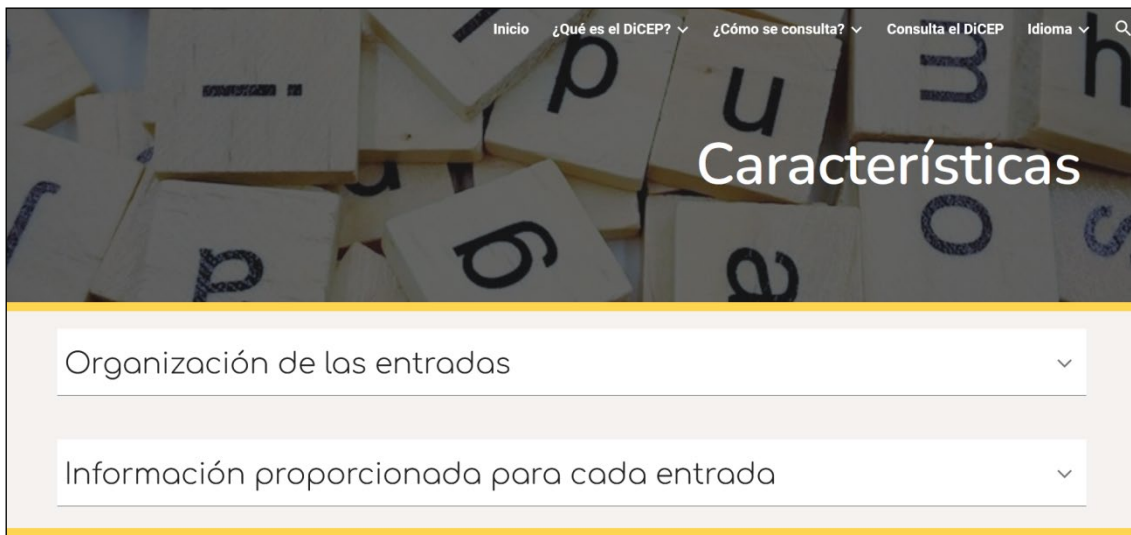 Inicio ¿Qué es el DiCEP? ¿Cómo se consulta? Consulta el DiCEP Idioma
Características
Organización de las entradas
Información proporcionada para cada entrada